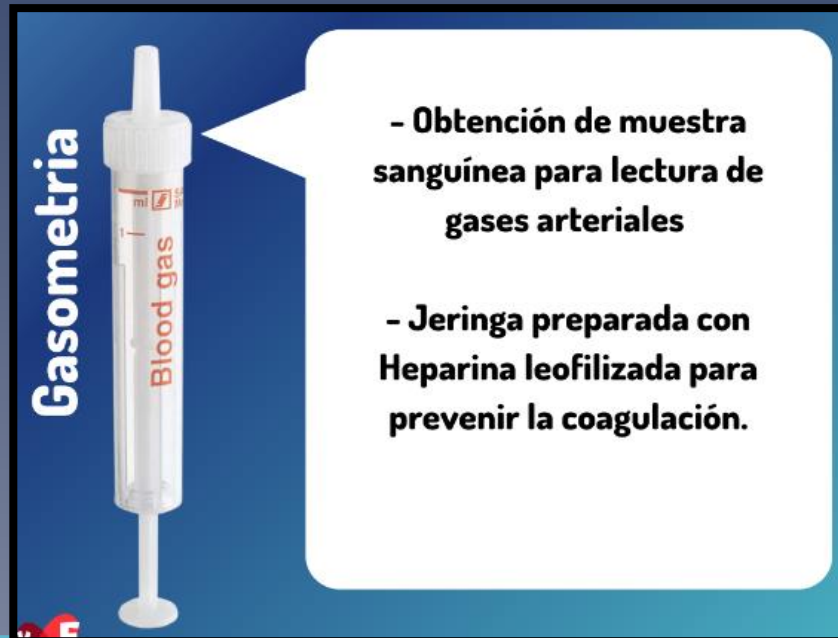 Gasometria
ml
1
Blood gas
- Obtención de muestra
sanguínea para lectura de
gases arteriales
- Jeringa preparada con
Heparina leofilizada para
prevenir la coagulación.